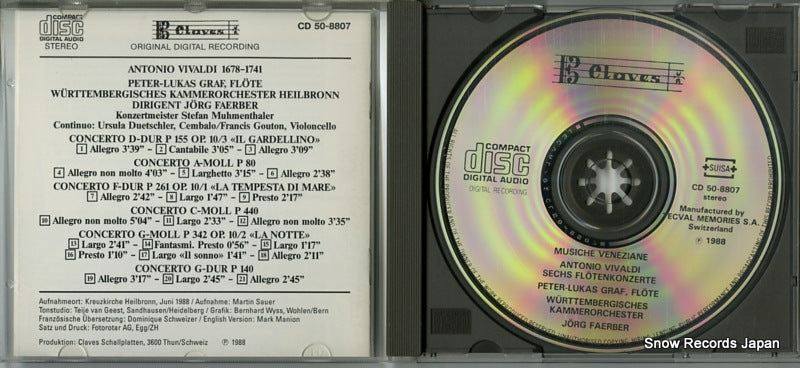 COMPACT
disc
DIGITAL AUDIO
STEREO
Claves
ORIGINAL DIGITAL RECORDING
CD 50-8807
ANTONIO VIVALDI 1678–1741
PETER-LUKAS GRAF, FLÖTE
WÜRTTEMBERGISCHES KAMMERORCHESTER HEILBRONN
DIRIGENT JÖRG FAERBER
Konzertmeister Stefan Muhmenthaler
Continuo: Ursula Duetschler, Cembalo/Francis Gouton, Violoncello
CONCERTO D-DUR P 155 OP. 10/3 «IL GARDELLINO»
1 Allegro 3'39” – 2 Cantabile 3'05” – 3 Allegro 3'09”
CONCERTO A-MOLL P 80
4 Allegro non molto 4'03” – 5 Larghetto 3'15” – 6 Allegro 2'38”
CONCERTO F-DUR P 261 OP. 10/1 «LA TEMPESTA DI MARE»
7 Allegro 2'42” – 8 Largo 1'47” – 9 Presto 2'17”
CONCERTO C-MOLL P 440
10 Allegro non molto 5'04” – 11 Largo 2'33” – 12 Allegro non molto 3'35”
CONCERTO G-MOLL P 342 OP. 10/2 «LA NOTTE»
13 Largo 2'41” – 14 Fantasmi. Presto 0'56” – 15 Largo 1'17”
16 Presto 1'10” – 17 Largo «Il sonno» 1'41” – 18 Allegro 2'11”
CONCERTO G-DUR P 140
19 Allegro 3'17” – 20 Largo 2'45” – 21 Allegro 2'45”
Aufnahmeort: Kreuzkirche Heilbronn, Juni 1988 / Aufnahme: Martin Sauer
Tonstudio: Teije van Geest, Sandhausen/Heidelberg / Grafik: Bernhard Wyss, Wohlen/Bern
Französische Übersetzung: Dominique Schweizer / English Version: Mark Manion
Satz und Druck: Fotorotar AG, Egg/ZH
Produktion: Claves Schallplatten, 3600 Thun/Schweiz ℗ 1988
Claves
COMPACT
disc
DIGITAL AUDIO
DIGITAL RECORDING
SUISA
CD 50-8807
stereo
Manufactured by
TECVAL MEMORIES S.A.
Switzerland
℗ 1988
MUSICHE VENEZIANE
ANTONIO VIVALDI
SECHS FLÖTENKONZERTE
PETER-LUKAS GRAF, FLÖTE
WÜRTTEMBERGISCHES
KAMMERORCHESTER
JÖRG FAERBER
Snow Records Japan